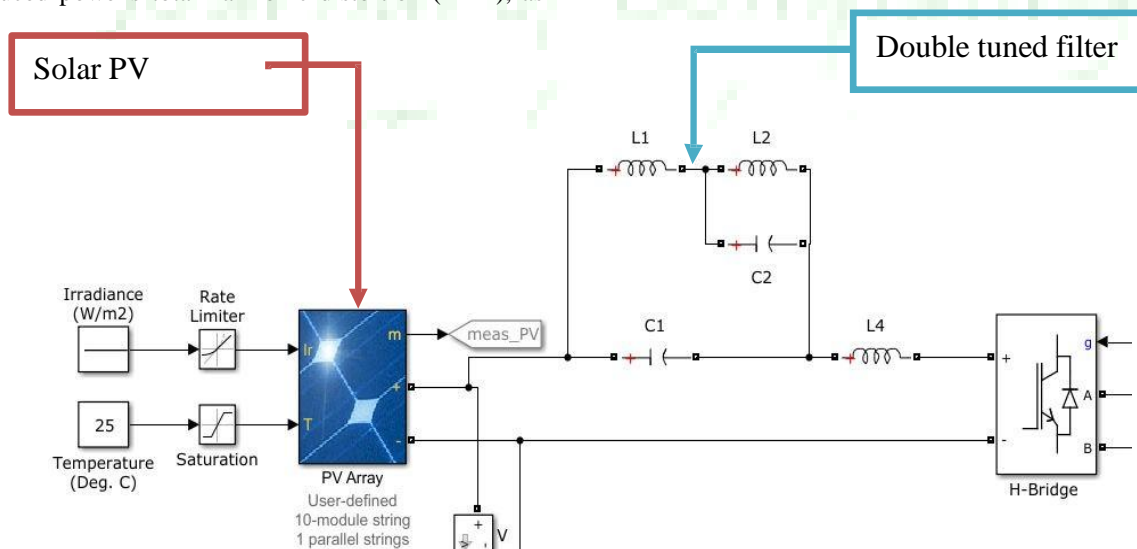 Solar PV
Double tuned filter
L1
L2
C2
Irradiance
(W/m2)
Rate
Limiter
Ir
m
meas_PV
C1
L4
+
g
+
25
T
-
-
A
B
Temperature
(Deg. C)
Saturation
PV Array
H-Bridge
User-defined
10-module string
1 parallel strings
+
V